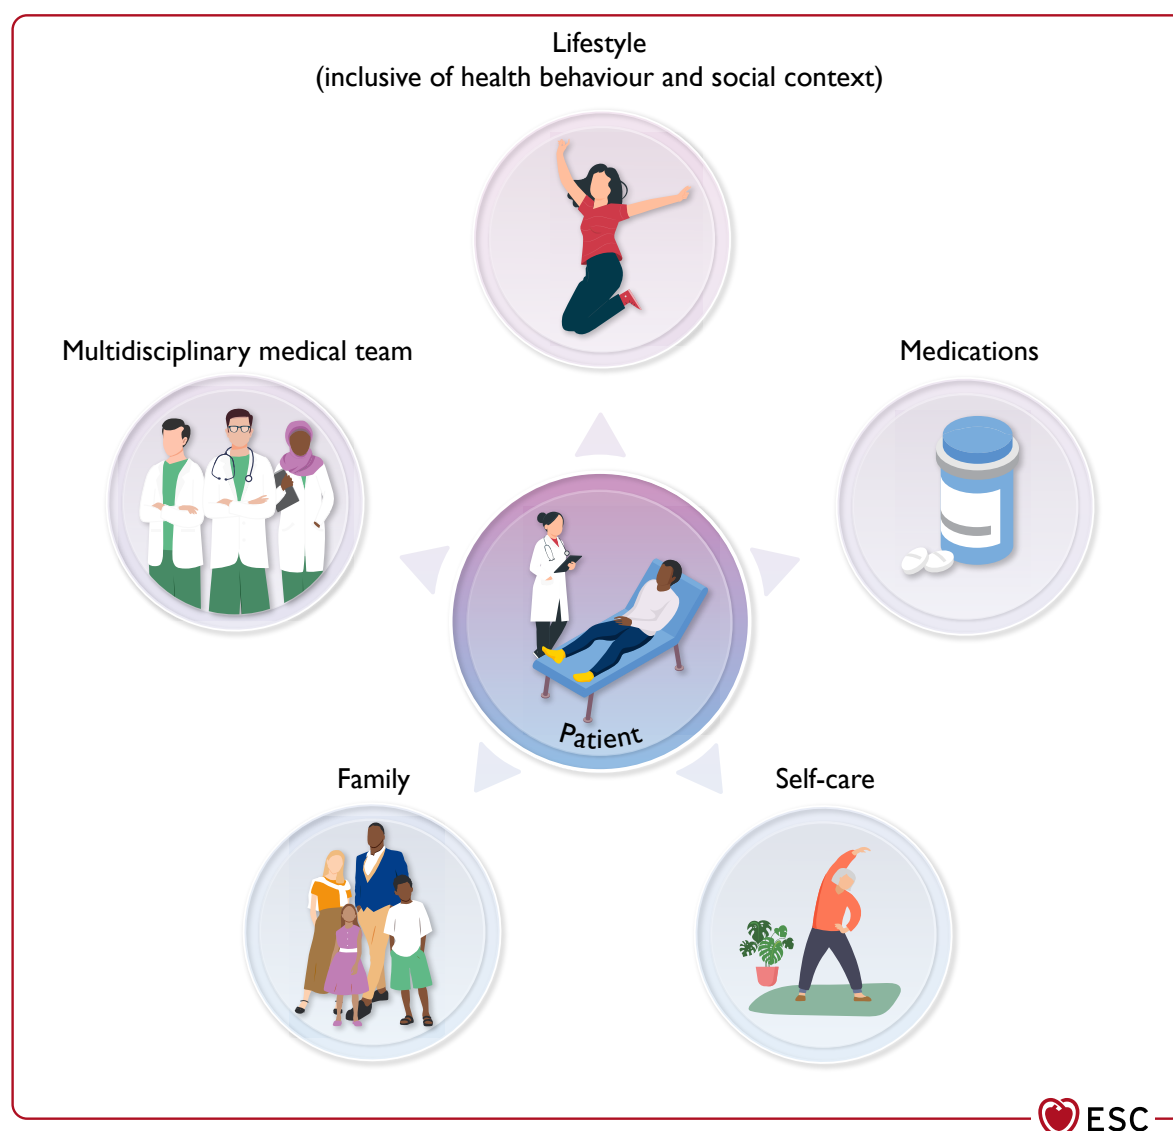 Lifestyle
(inclusive of health behaviour and social context)
Multidisciplinary medical team
Medications
Patient
Family
Self-care
ESC